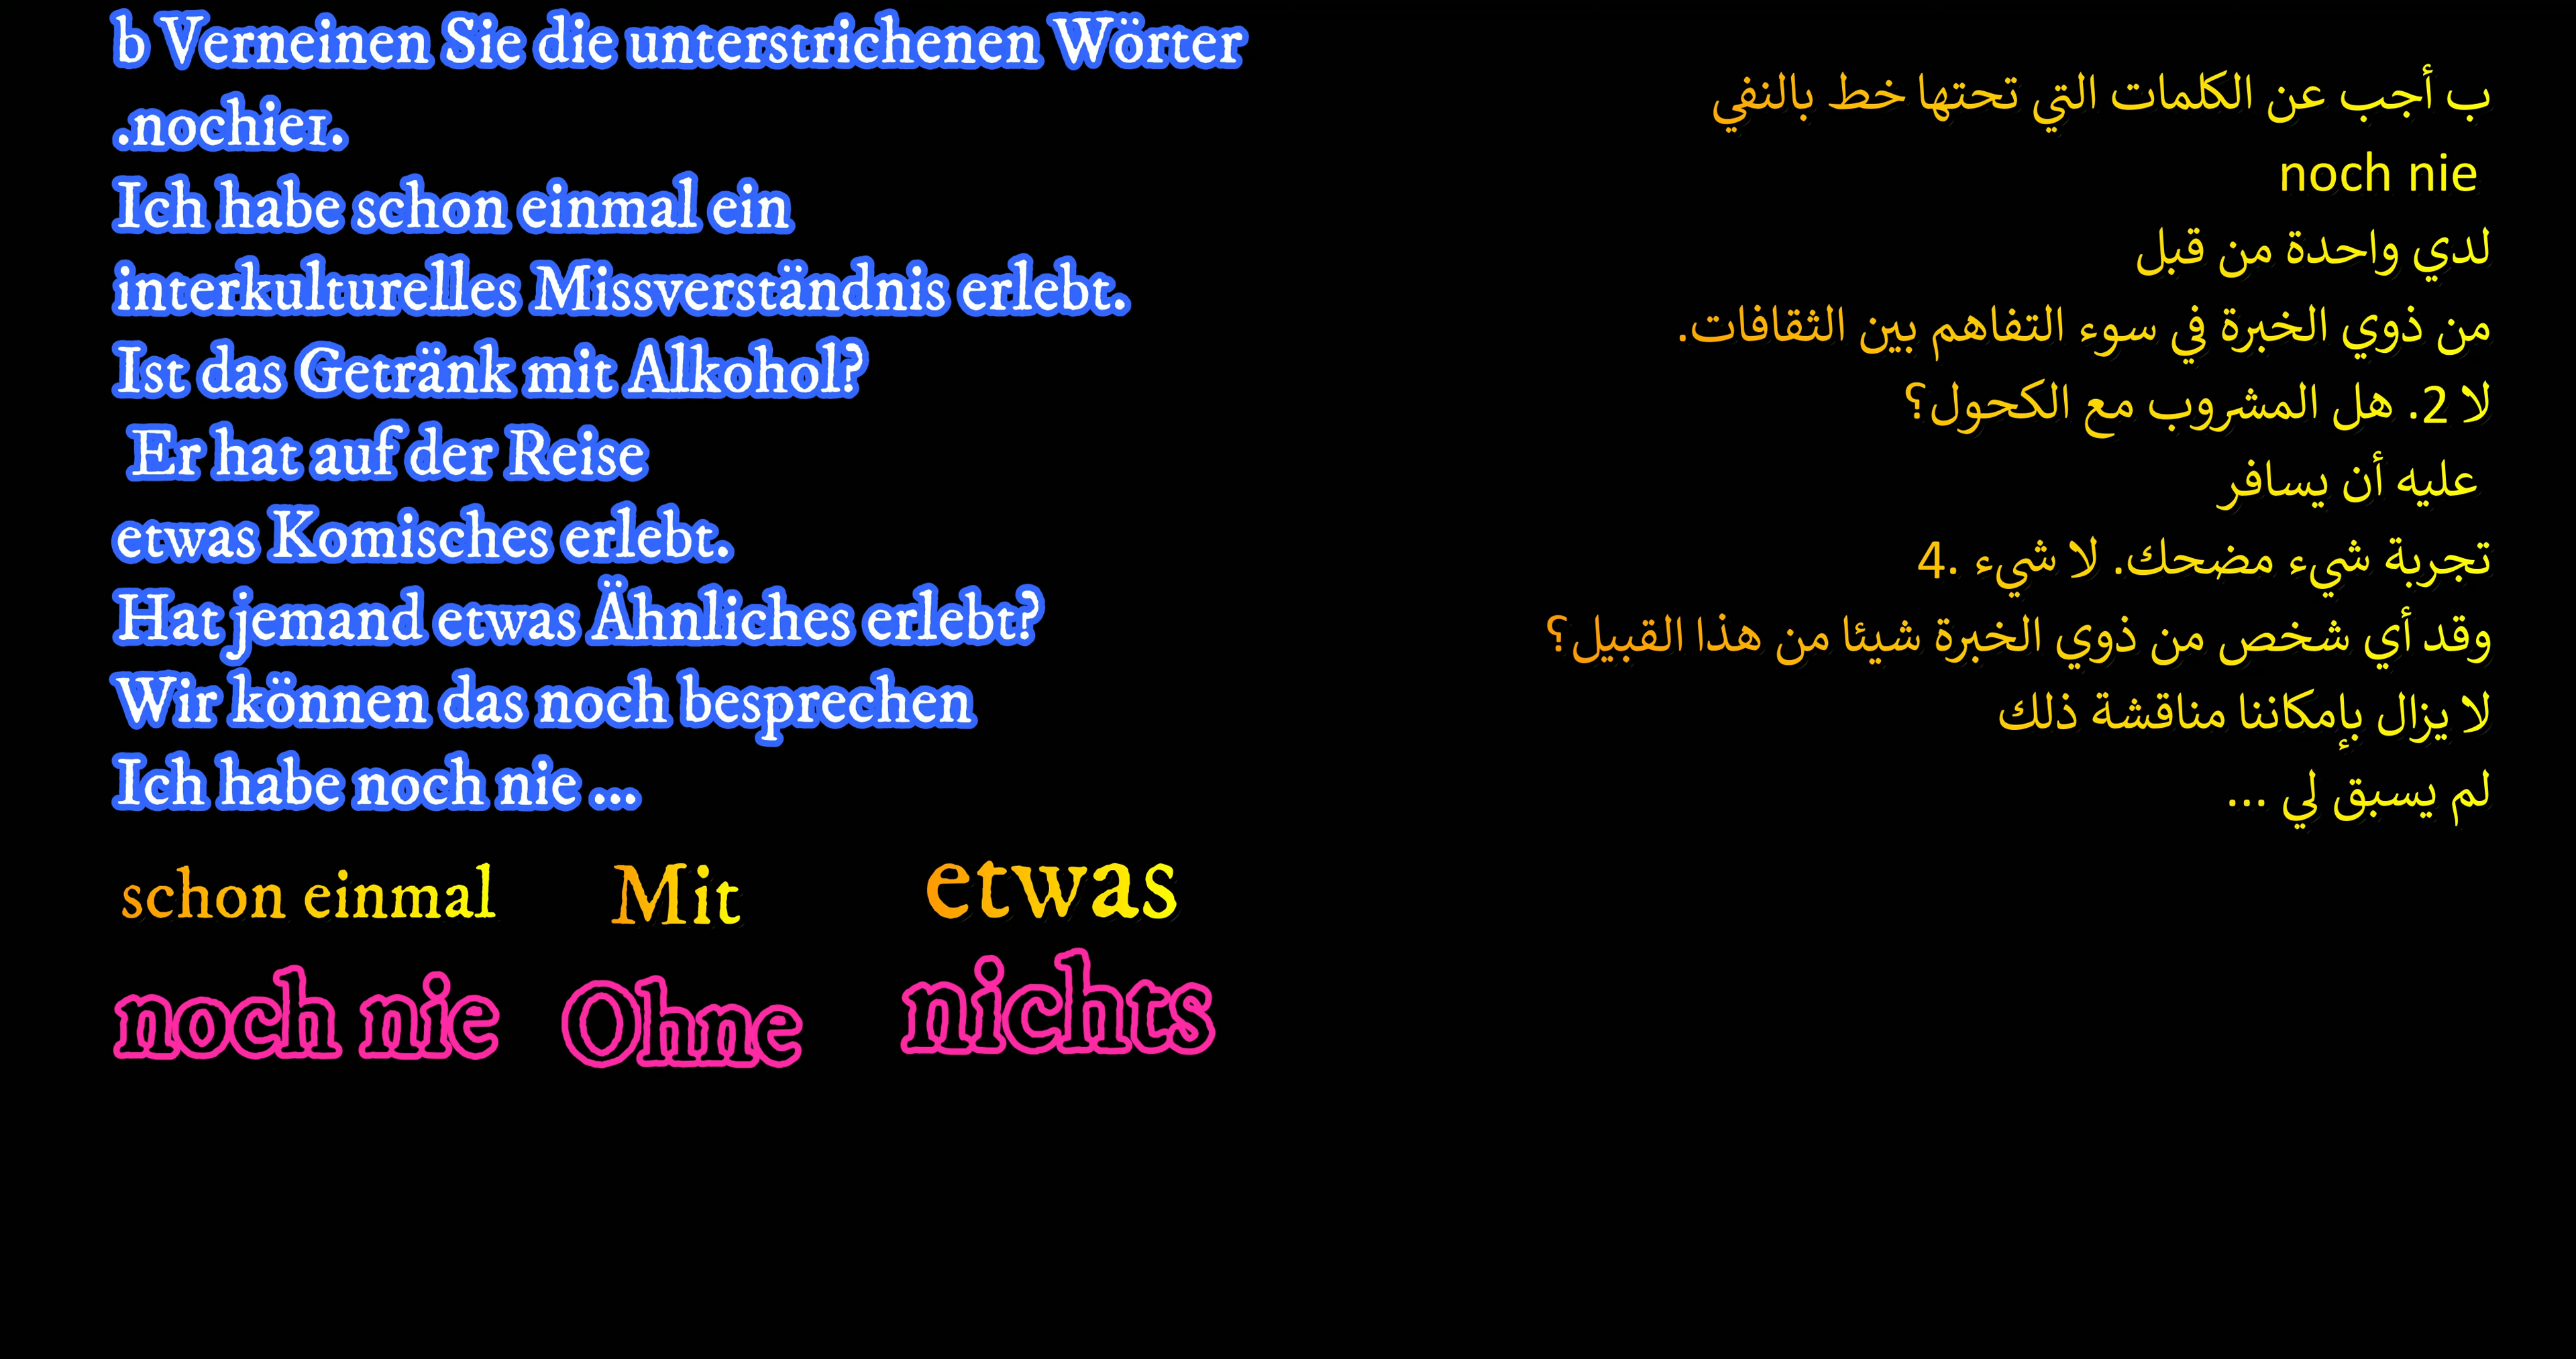 b Verneinen Sie die unterstrichenen Wörter
.nochie1.
Ich habe schon einmal ein
interkulturelles Missverständnis erlebt.
Ist das Getränk mit Alkohol?
Er hat auf der Reise
etwas Komisches erlebt.
Hat jemand etwas Ähnliches erlebt?
Wir können das noch besprechen
Ich habe noch nie ...
schon einmal Mit etwas
noch nie Ohne nichts
ب أجب عن الكلمات التي تحتها خط بالنفي
noch nie
لدي واحدة من قبل
من ذوي الخبرة في سوء التفاهم بين الثقافات.
لا 2. هل المشروب مع الكحول؟
عليه أن يسافر
تجربة شيء مضحك. لا شيء .4
وقد أي شخص من ذوي الخبرة شيئا من هذا القبيل؟
لا يزال بإمكاننا مناقشة ذلك
لم يسبق لي ...